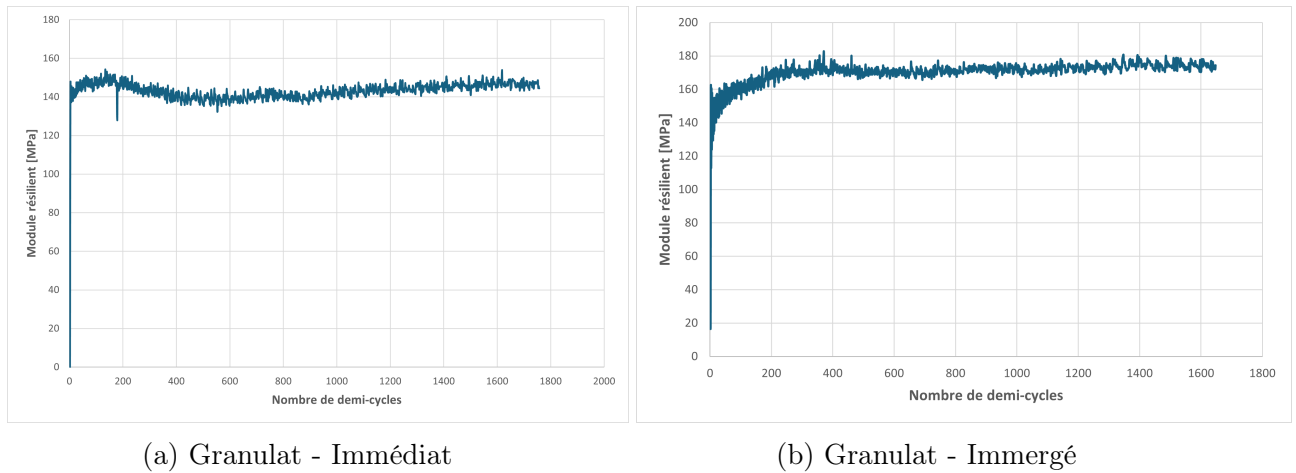 180
160
140
120
100
80
60
40
20
0
Module résilient [MPa]
0 200 400 600 800 1000 1200 1400 1600 1800 2000
Nombre de demi-cycles
(a) Granulat - Immédiat
200
180
160
140
120
100
80
60
40
20
0
Module résilient [MPa]
0 200 400 600 800 1000 1200 1400 1600 1800
Nombre de demi-cycles
(b) Granulat - Immergé